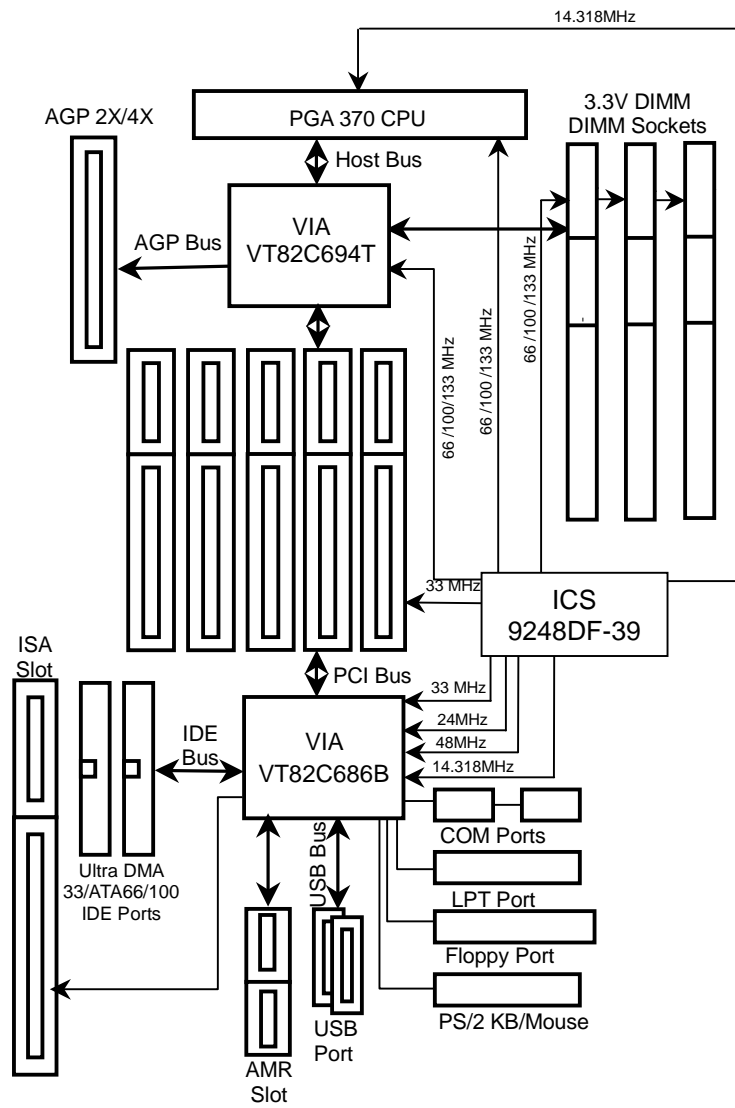 14.318MHz
AGP 2X/4X
PGA 370 CPU
3.3V DIMM
DIMM Sockets
Host Bus
VIA
VT82C694T
AGP Bus
66 /100/133 MHz
66 /100 /133 MHz
66 /100 /133 MHz
33 MHz
ICS
9248DF-39
ISA
Slot
PCI Bus
IDE
Bus
VIA
VT82C686B
33 MHz
24MHz
48MHz
14.318MHz
COM Ports
Ultra DMA
33/ATA66/100
IDE Ports
USB Bus
LPT Port
Floppy Port
PS/2 KB/Mouse
USB
Port
AMR
Slot